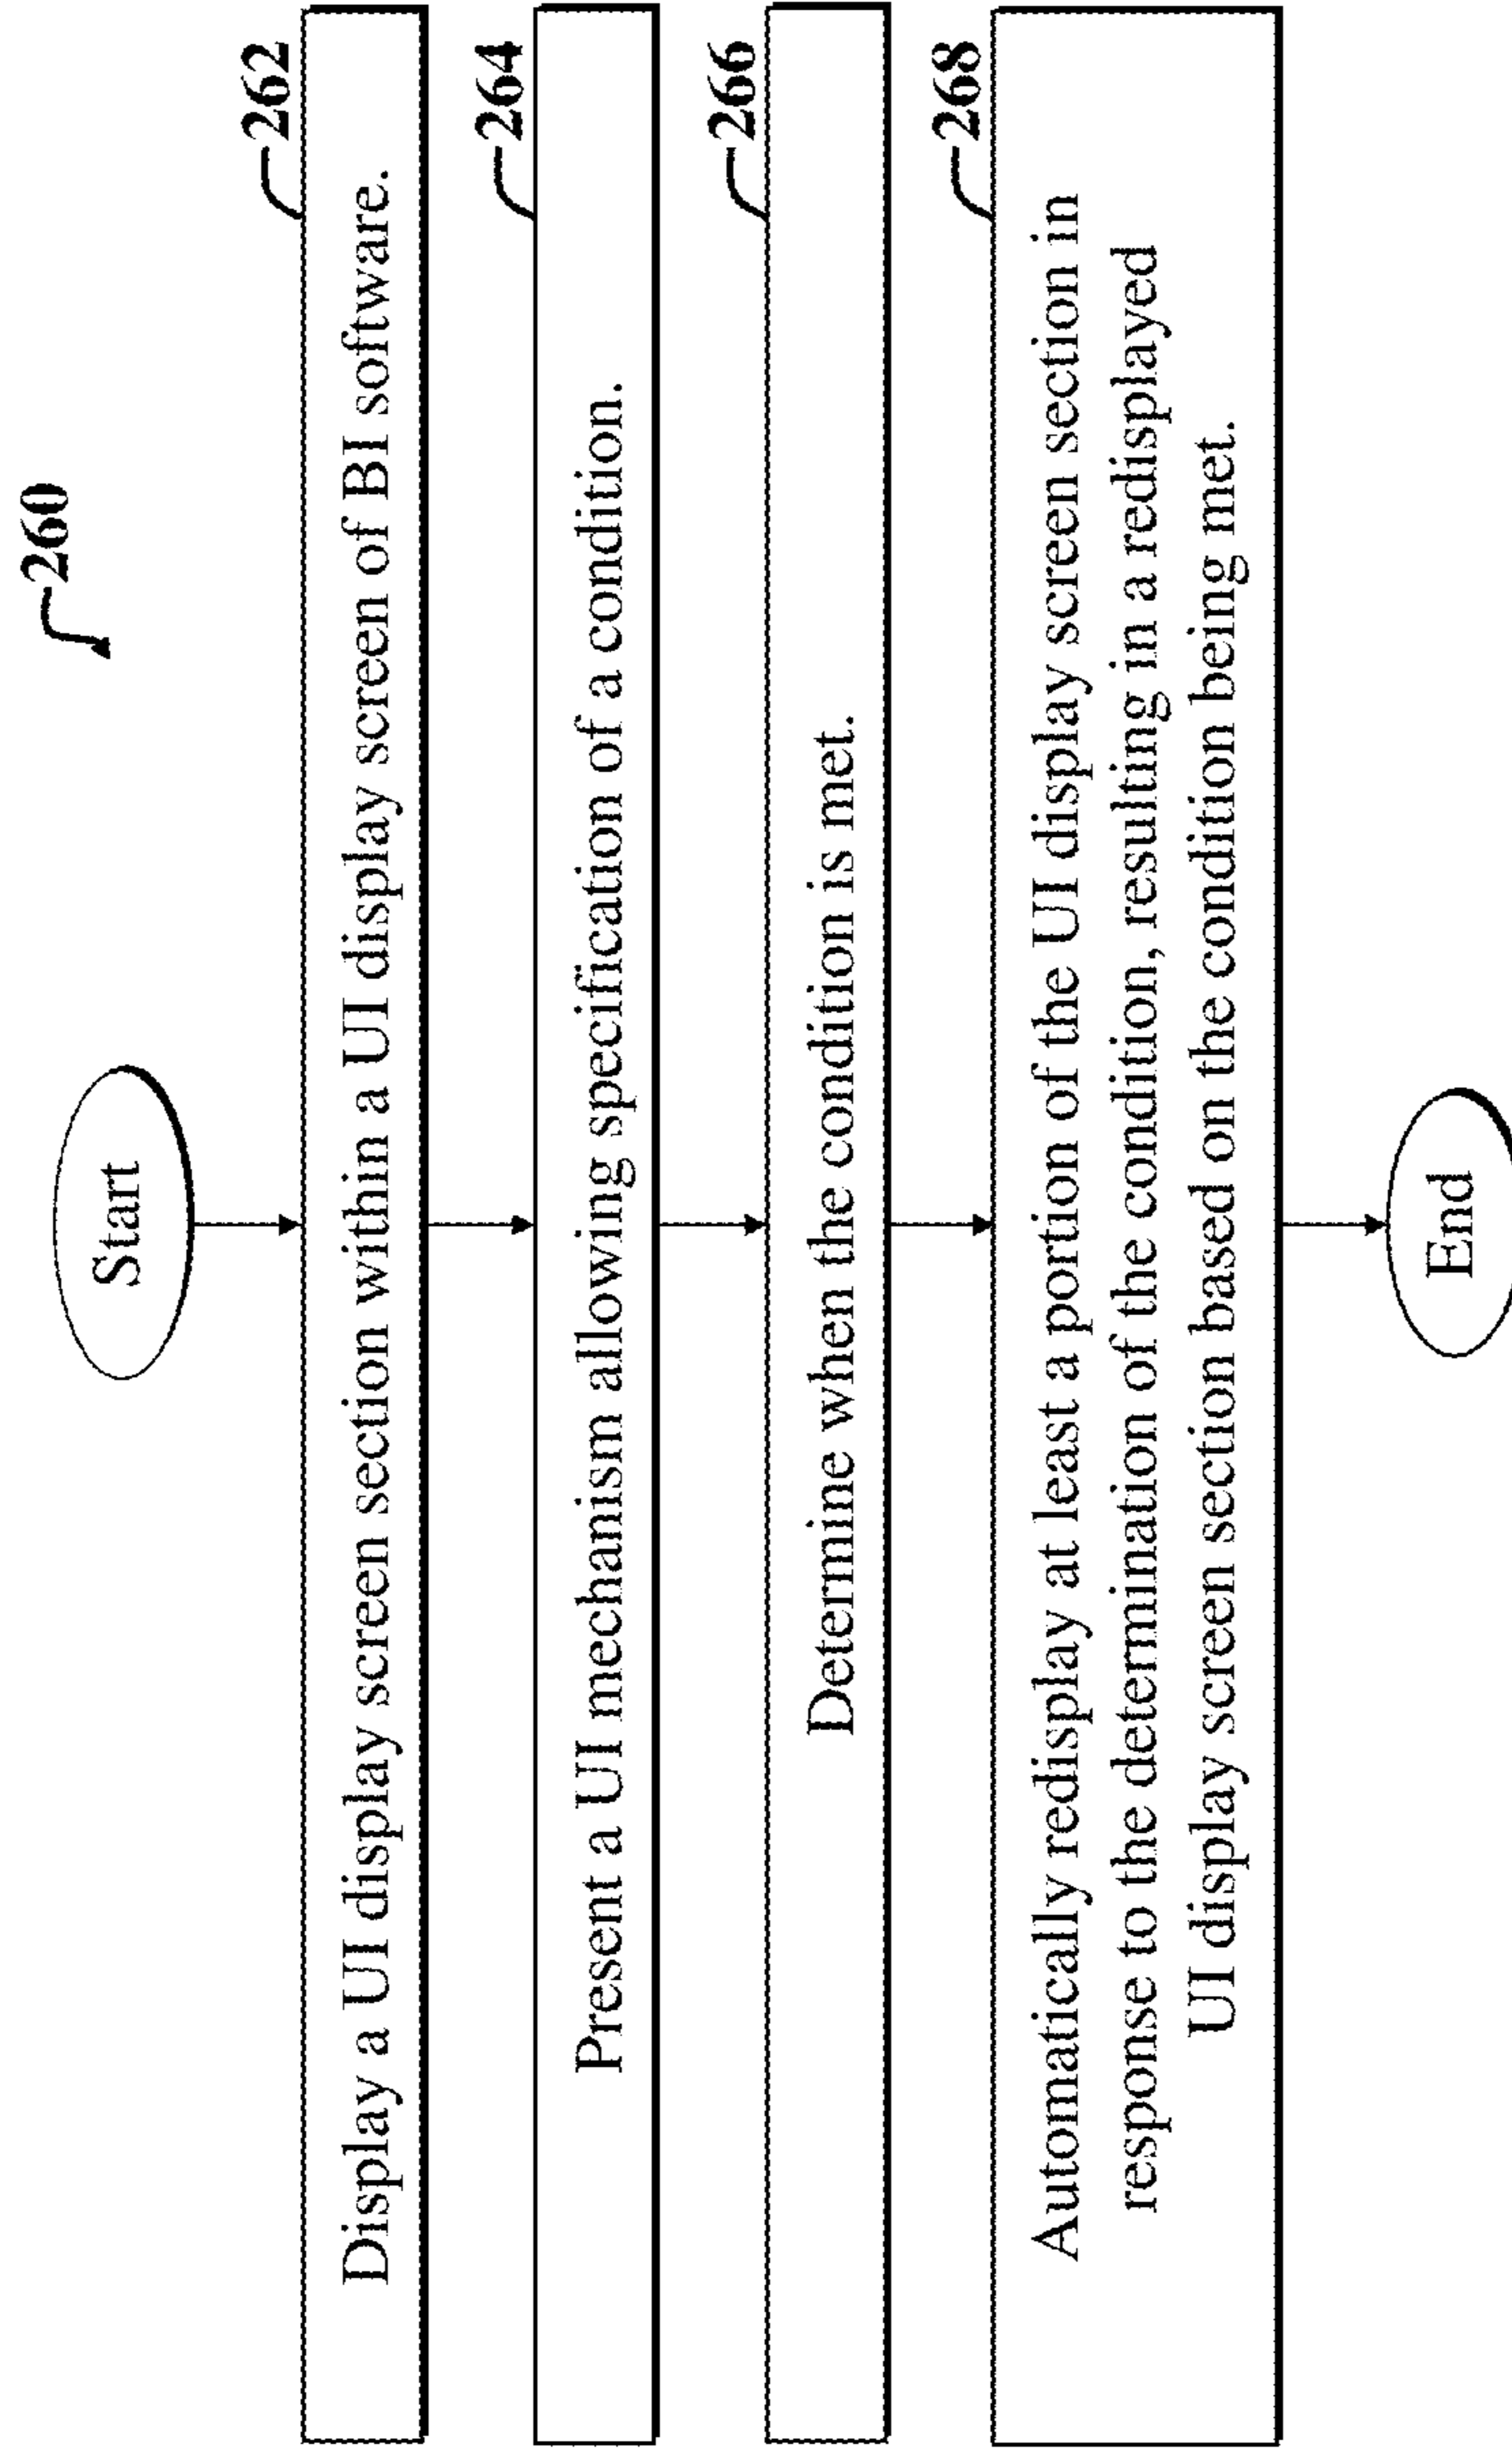 260
Start
262
Display a UI display screen section within a UI display screen of BI software.
264
Present a UI mechanism allowing specification of a condition.
266
Determine when the condition is met.
268
Automatically redisplay at least a portion of the UI display screen section in
response to the determination of the condition, resulting in a redisplayed
UI display screen section based on the condition being met.
End